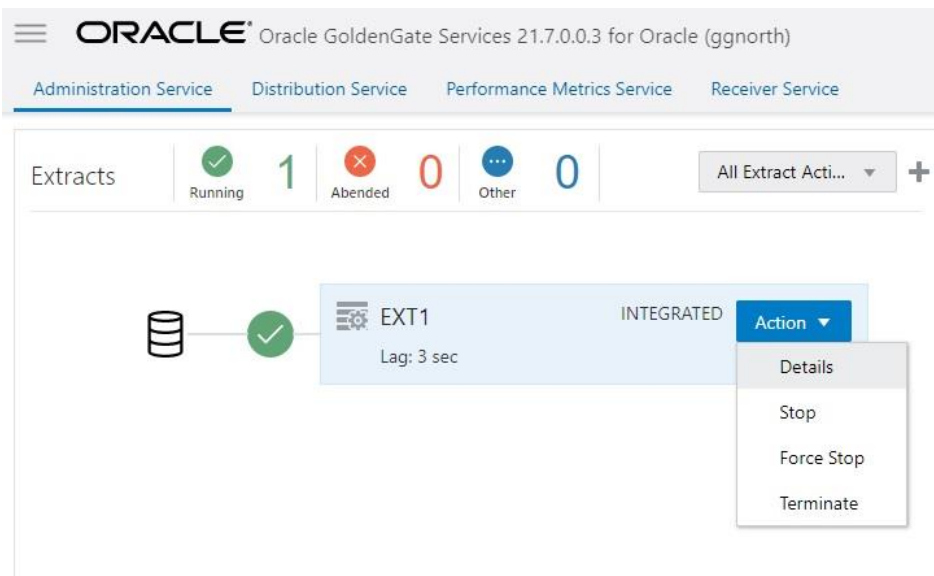 ORACLE® Oracle GoldenGate Services 21.7.0.0.3 for Oracle (ggnorth)
Administration Service Distribution Service Performance Metrics Service Receiver Service
Extracts Running 1 Abended 0 Other 0 All Extract Acti...
EXT1 INTEGRATED Action
Lag: 3 sec
Details
Stop
Force Stop
Terminate